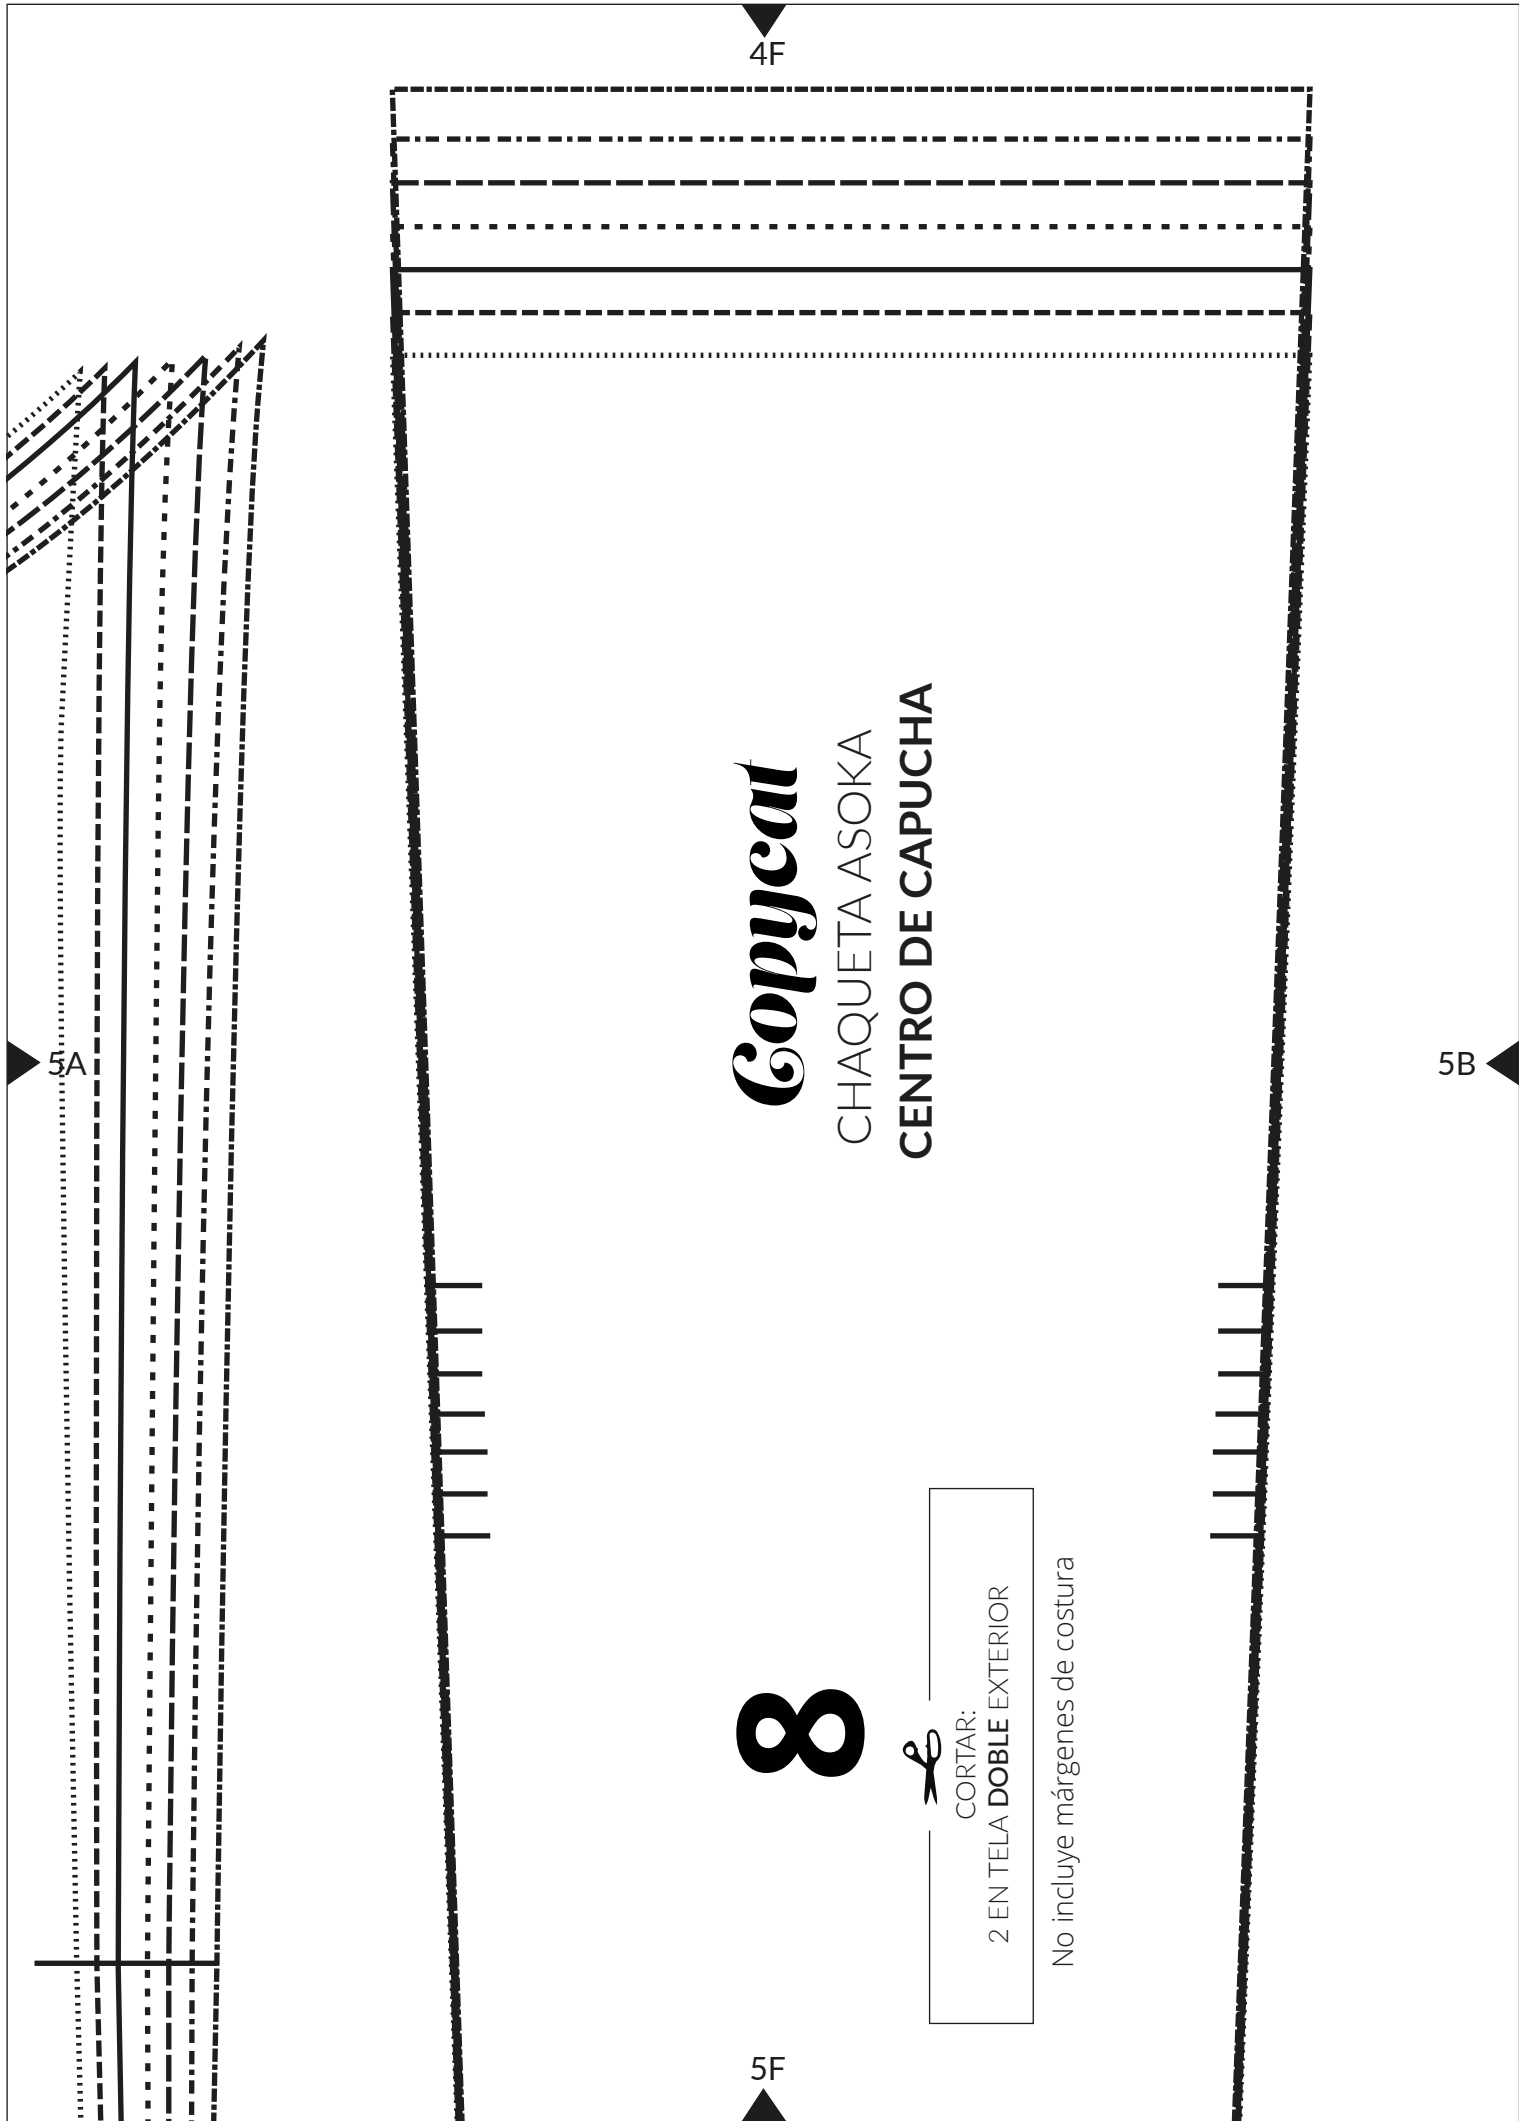 4F
5A
5B
Copycat
CHAQUETA ASOKA
CENTRO DE CAPUCHA
8
CORTAR:
2 EN TELA DOBLE EXTERIOR
No incluye márgenes de costura
5F